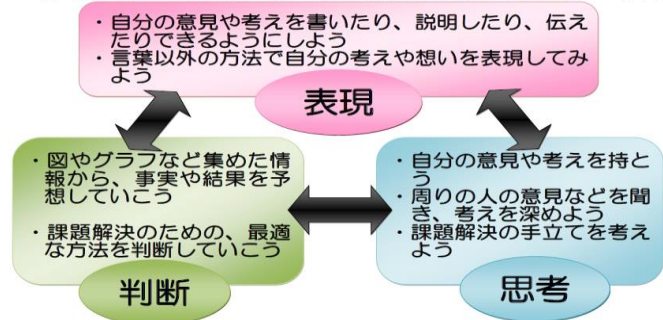 ・自分の意見や考えを書いたり、説明したり、伝え
たりできるようにしよう
・言葉以外の方法で自分の考えや想いを表現してみ
よう
表現
・図やグラフなど集めた情
報から、事実や結果を予
想していこう
・課題解決のための、最適
な方法を判断していこう
判断
・自分の意見や考えを持と
う
・周りの人の意見などを聞
き、考えを深めよう
・課題解決の手立てを考え
よう
思考